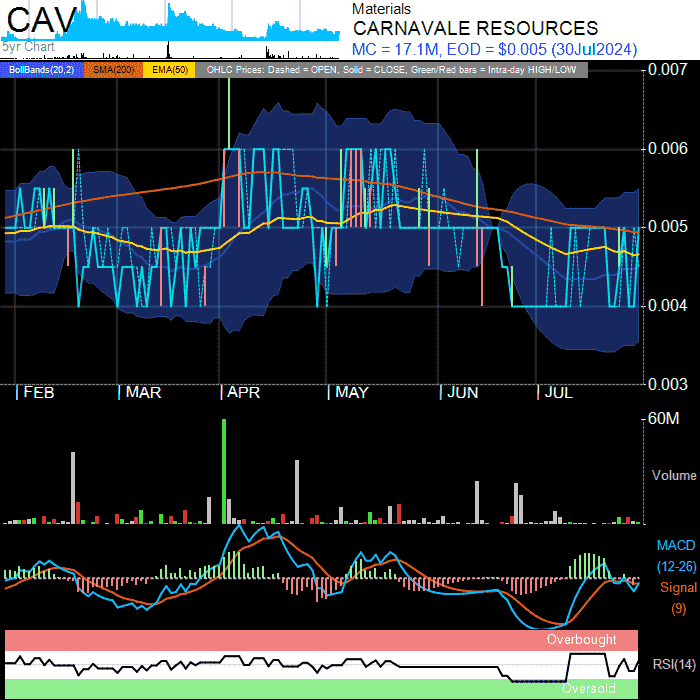 CAV
5yr Chart
Materials
CARNAVALE RESOURCES
MC = 17.1M, EOD = $0.005 (30Jul2024)
BollBands(20,2) SMA(200) EMA(50) OHLC Prices: Dashed = OPEN, Solid = CLOSE, Green/Red bars = Intra-day HIGH/LOW
0.007
0.006
0.005
0.004
0.003
FEB MAR APR MAY JUN JUL
60M
Volume
MACD
(12-26)
Signal
(9)
Overbought
RSI(14)
Oversold